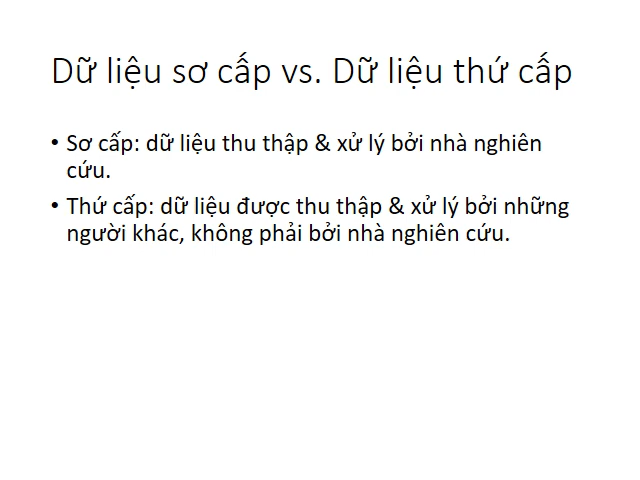 Dữ liệu sơ cấp vs. Dữ liệu thứ cấp
• Sơ cấp: dữ liệu thu thập & xử lý bởi nhà nghiên
cứu.
• Thứ cấp: dữ liệu được thu thập & xử lý bởi những
người khác, không phải bởi nhà nghiên cứu.